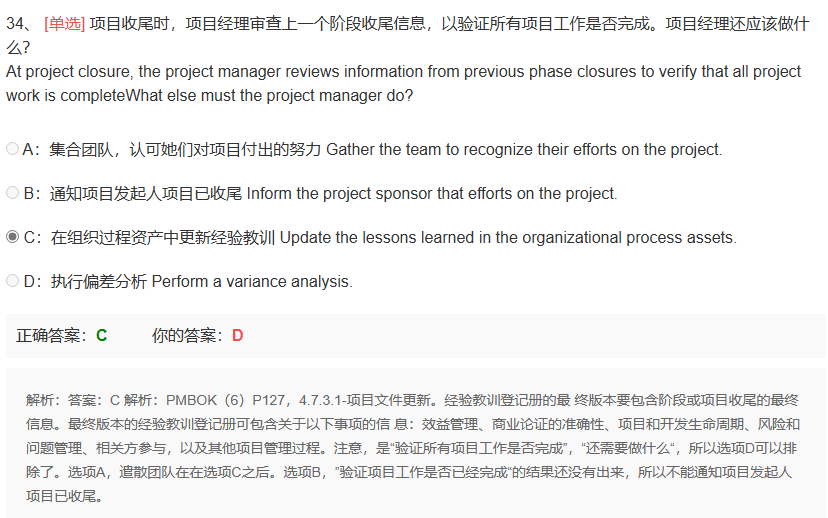 34、 [单选] 项目收尾时，项目经理审查上一个阶段收尾信息，以验证所有项目工作是否完成。项目经理还应该做什
么？
At project closure, the project manager reviews information from previous phase closures to verify that all project
work is completeWhat else must the project manager do?
A：集合团队，认可她们对项目付出的努力 Gather the team to recognize their efforts on the project.
B：通知项目发起人项目已收尾 Inform the project sponsor that efforts on the project.
C：在组织过程资产中更新经验教训 Update the lessons learned in the organizational process assets.
D：执行偏差分析 Perform a variance analysis.
正确答案：C 你的答案：D
解析：答案：C 解析：PMBOK（6）P127，4.7.3.1-项目文件更新。经验教训登记册的最 终版本要包含阶段或项目收尾的最终
信息。最终版本的经验教训登记册可包含关于以下事项的信 息：效益管理、商业论证的准确性、项目和开发生命周期、风险和
问题管理、相关方参与，以及其他项目管理过程。注意，是“验证所有项目工作是否完成”，“还需要做什么“，所以选项D可以排
除了。选项A，遣散团队在在选项C之后。选项B，”验证项目工作是否已经完成“的结果还没有出来，所以不能通知项目发起人
项目已收尾。